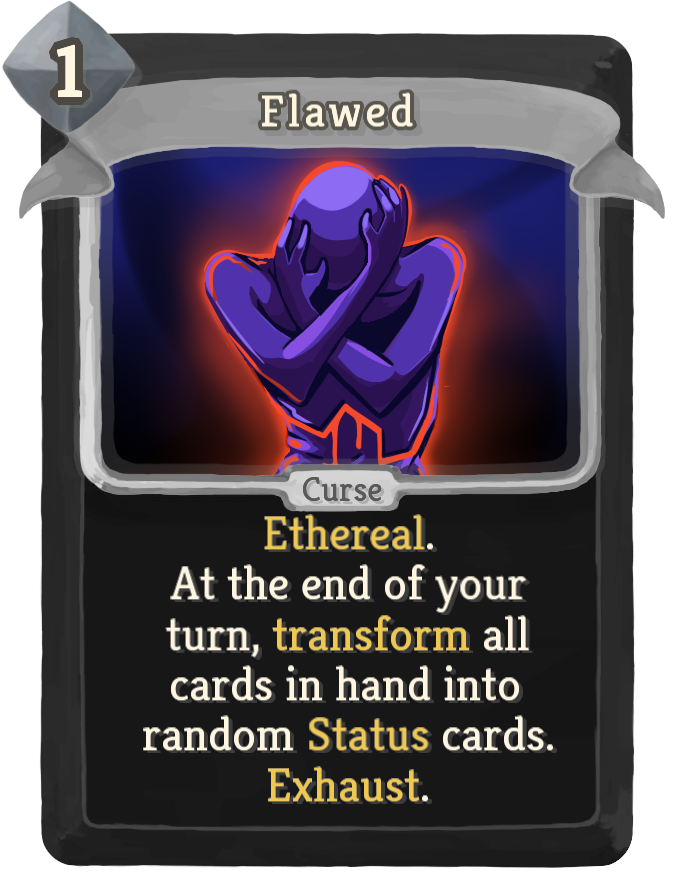 1
Flawed
Curse
Ethereal.
At the end of your
turn, transform all
cards in hand into
random Status cards.
Exhaust.